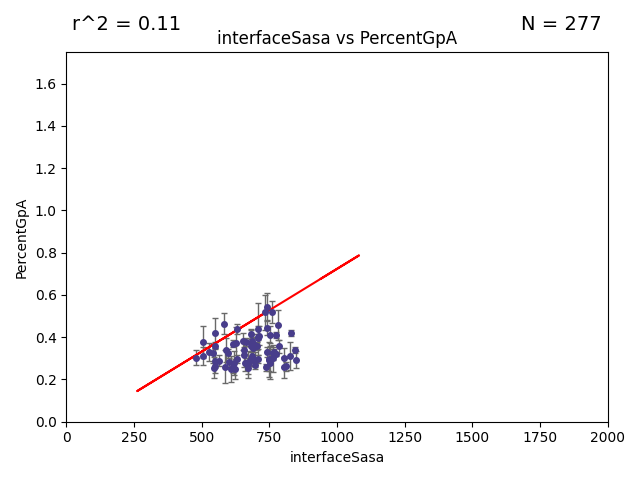 r^2 = 0.11
N = 277
interfaceSasa vs PercentGpA
PercentGpA
1.6
1.4
1.2
1.0
0.8
0.6
0.4
0.2
0.0
0 250 500 750 1000 1250 1500 1750 2000
interfaceSasa